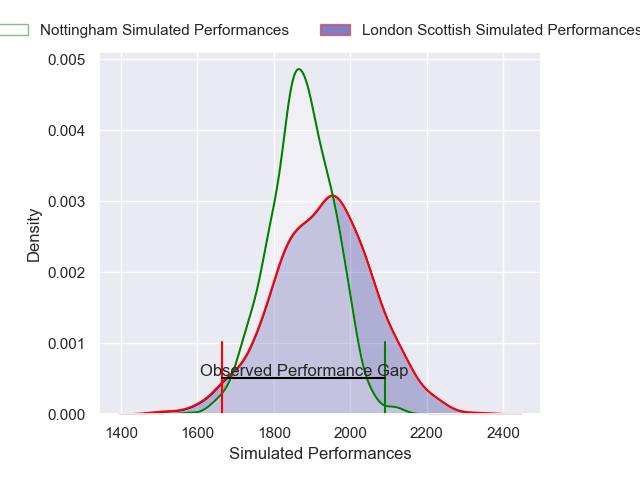 Nottingham Simulated Performances London Scottish Simulated Performances
0.005
0.004
0.003
0.002
0.001
0.000
Density
Observed Performance Gap
1400 1600 1800 2000 2200 2400
Simulated Performances